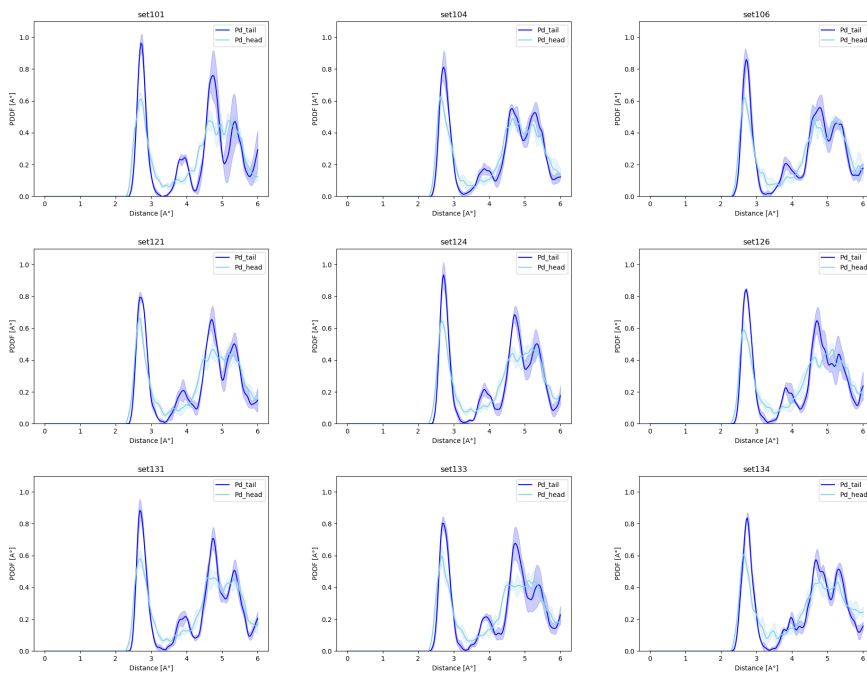 set101
Pd_tail
Pd_head
PDDF [A°]
1.0
0.8
0.6
0.4
0.2
0.0
0 1 2 3 4 5 6
Distance [A°]
set104
Pd_tail
Pd_head
PDDF [A°]
1.0
0.8
0.6
0.4
0.2
0.0
0 1 2 3 4 5 6
Distance [A°]
set106
Pd_tail
Pd_head
PDDF [A°]
1.0
0.8
0.6
0.4
0.2
0.0
0 1 2 3 4 5 6
Distance [A°]
set121
Pd_tail
Pd_head
PDDF [A°]
1.0
0.8
0.6
0.4
0.2
0.0
0 1 2 3 4 5 6
Distance [A°]
set124
Pd_tail
Pd_head
PDDF [A°]
1.0
0.8
0.6
0.4
0.2
0.0
0 1 2 3 4 5 6
Distance [A°]
set126
Pd_tail
Pd_head
PDDF [A°]
1.0
0.8
0.6
0.4
0.2
0.0
0 1 2 3 4 5 6
Distance [A°]
set131
Pd_tail
Pd_head
PDDF [A°]
1.0
0.8
0.6
0.4
0.2
0.0
0 1 2 3 4 5 6
Distance [A°]
set133
Pd_tail
Pd_head
PDDF [A°]
1.0
0.8
0.6
0.4
0.2
0.0
0 1 2 3 4 5 6
Distance [A°]
set134
Pd_tail
Pd_head
PDDF [A°]
1.0
0.8
0.6
0.4
0.2
0.0
0 1 2 3 4 5 6
Distance [A°]